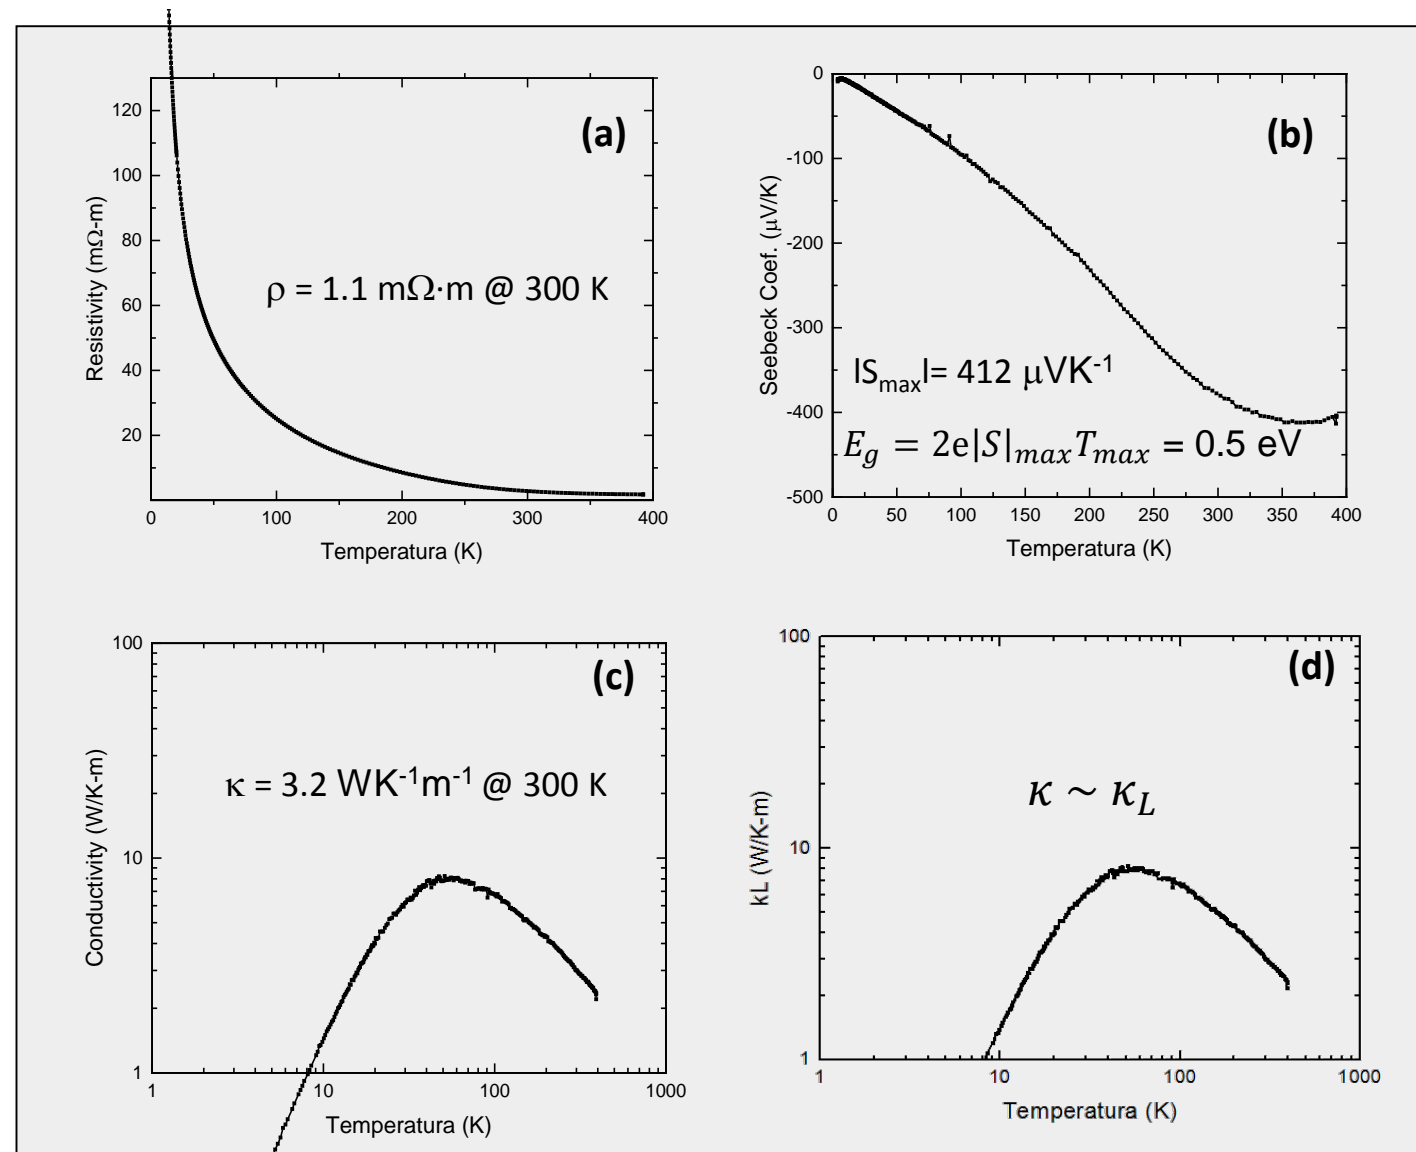 (a)
120
100
80
60
40
20
Resistivity (mΩ-m)
ρ = 1.1 mΩ·m @ 300 K
0 100 200 300 400
Temperatura (K)
(b)
0
-100
-200
-300
-400
-500
Seebeck Coef. (μV/K)
|S_max|= 412 μVK⁻¹
E_g = 2e|S|_max T_max = 0.5 eV
0 50 100 150 200 250 300 350 400
Temperatura (K)
(c)
100
10
1
Conductivity (W/K-m)
κ = 3.2 WK⁻¹m⁻¹ @ 300 K
1 10 100 1000
Temperatura (K)
(d)
100
10
1
kL (W/K-m)
κ ~ κ_L
1 10 100 1000
Temperatura (K)